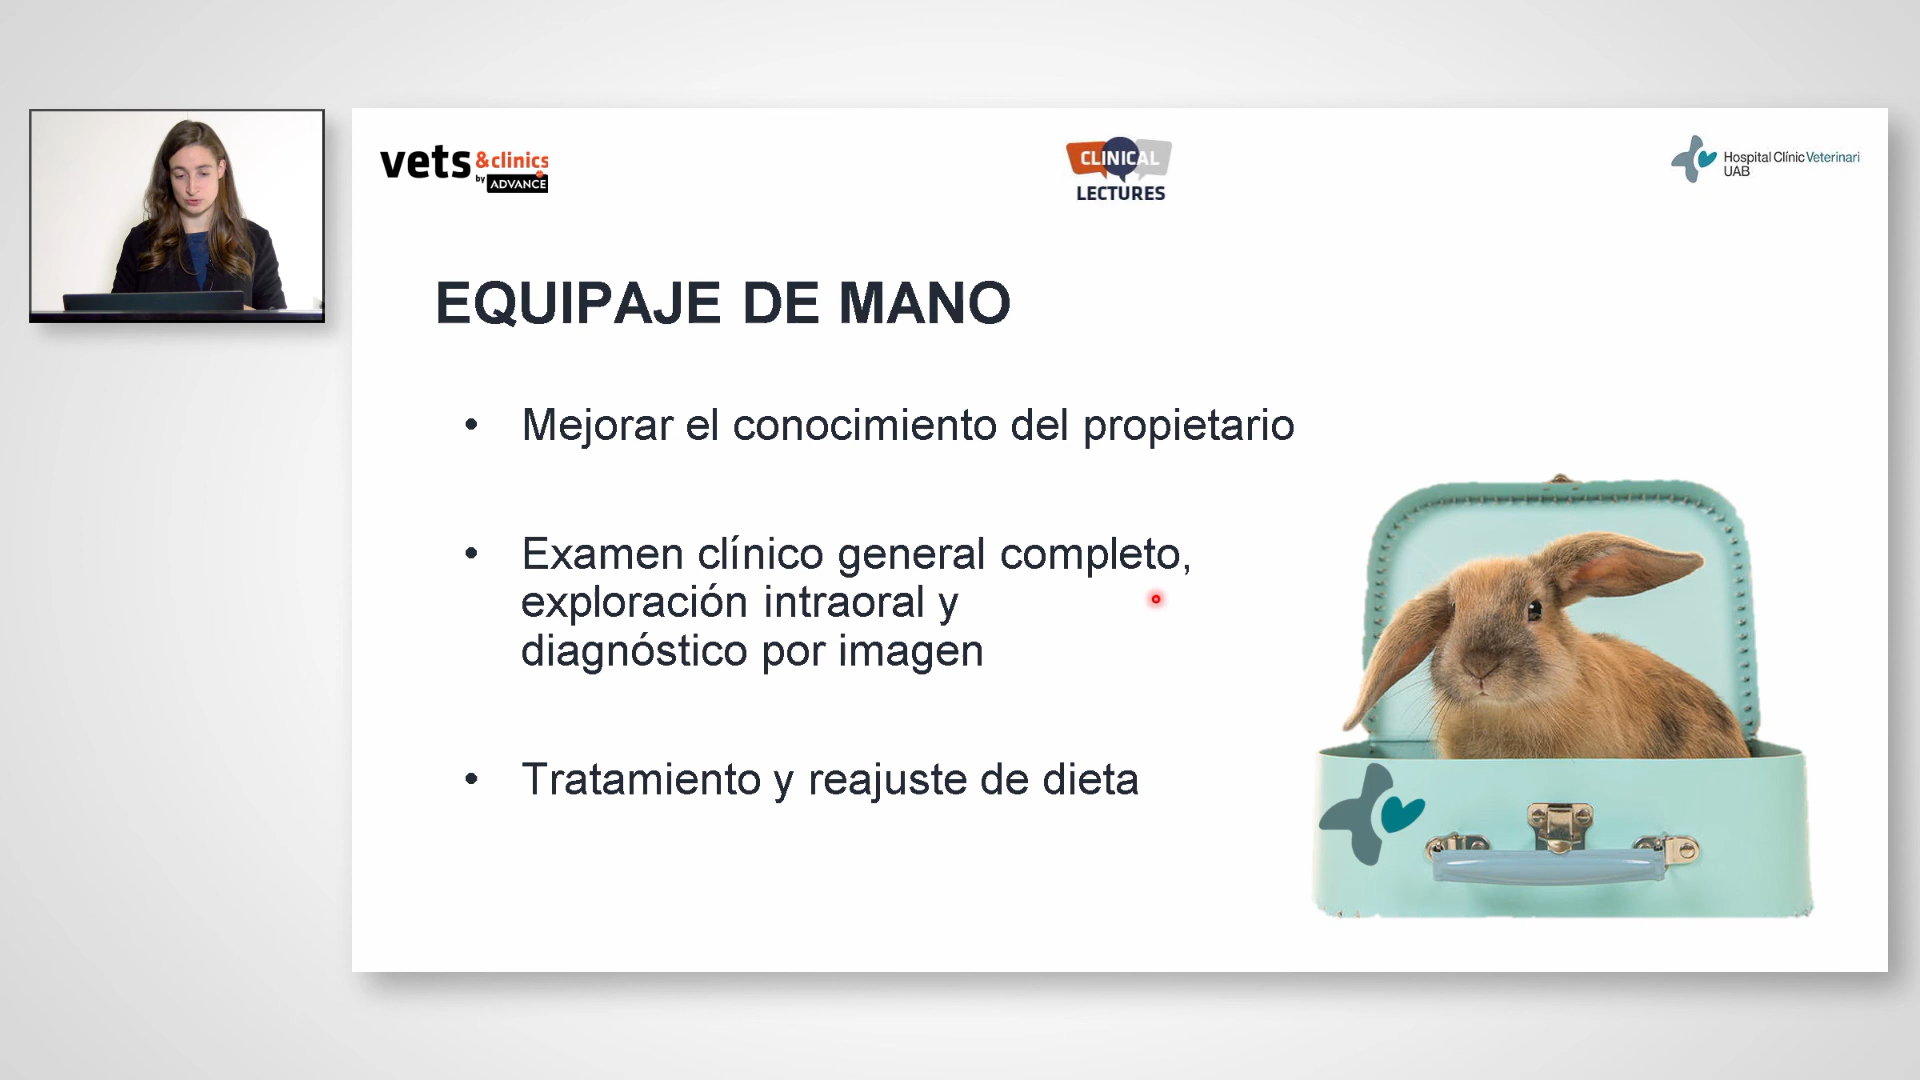 vets &clinics
by ADVANCE
CLINICAL
LECTURES
Hospital Clínic Veterinari
UAB
EQUIPAJE DE MANO
• Mejorar el conocimiento del propietario
• Examen clínico general completo,
exploración intraoral y
diagnóstico por imagen
• Tratamiento y reajuste de dieta